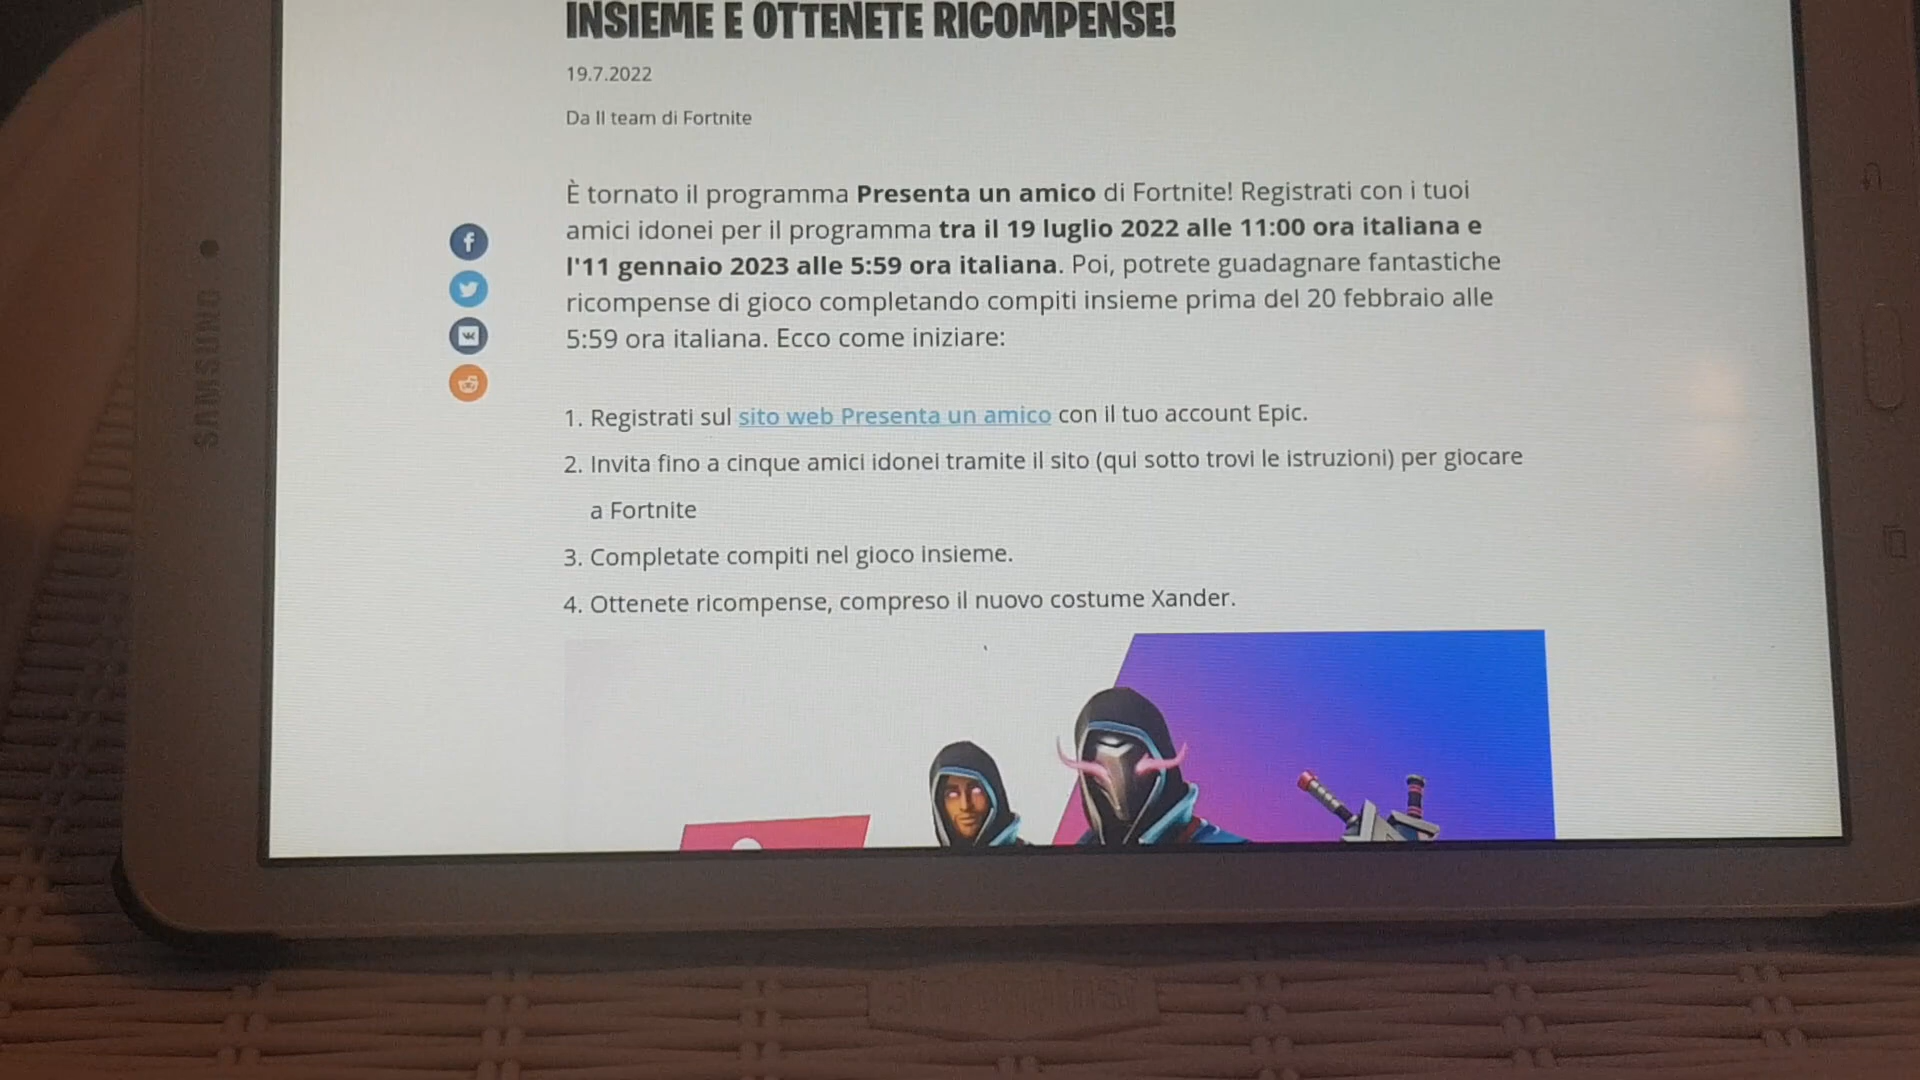 INSIEME E OTTENETE RICOMPENSE!
19.7.2022
Da Il team di Fortnite
È tornato il programma Presenta un amico di Fortnite! Registrati con i tuoi
amici idonei per il programma tra il 19 luglio 2022 alle 11:00 ora italiana e
l'11 gennaio 2023 alle 5:59 ora italiana. Poi, potrete guadagnare fantastiche
ricompense di gioco completando compiti insieme prima del 20 febbraio alle
5:59 ora italiana. Ecco come iniziare:
1. Registrati sul sito web Presenta un amico con il tuo account Epic.
2. Invita fino a cinque amici idonei tramite il sito (qui sotto trovi le istruzioni) per giocare
a Fortnite
3. Completate compiti nel gioco insieme.
4. Ottenete ricompense, compreso il nuovo costume Xander.
SAMSUNG